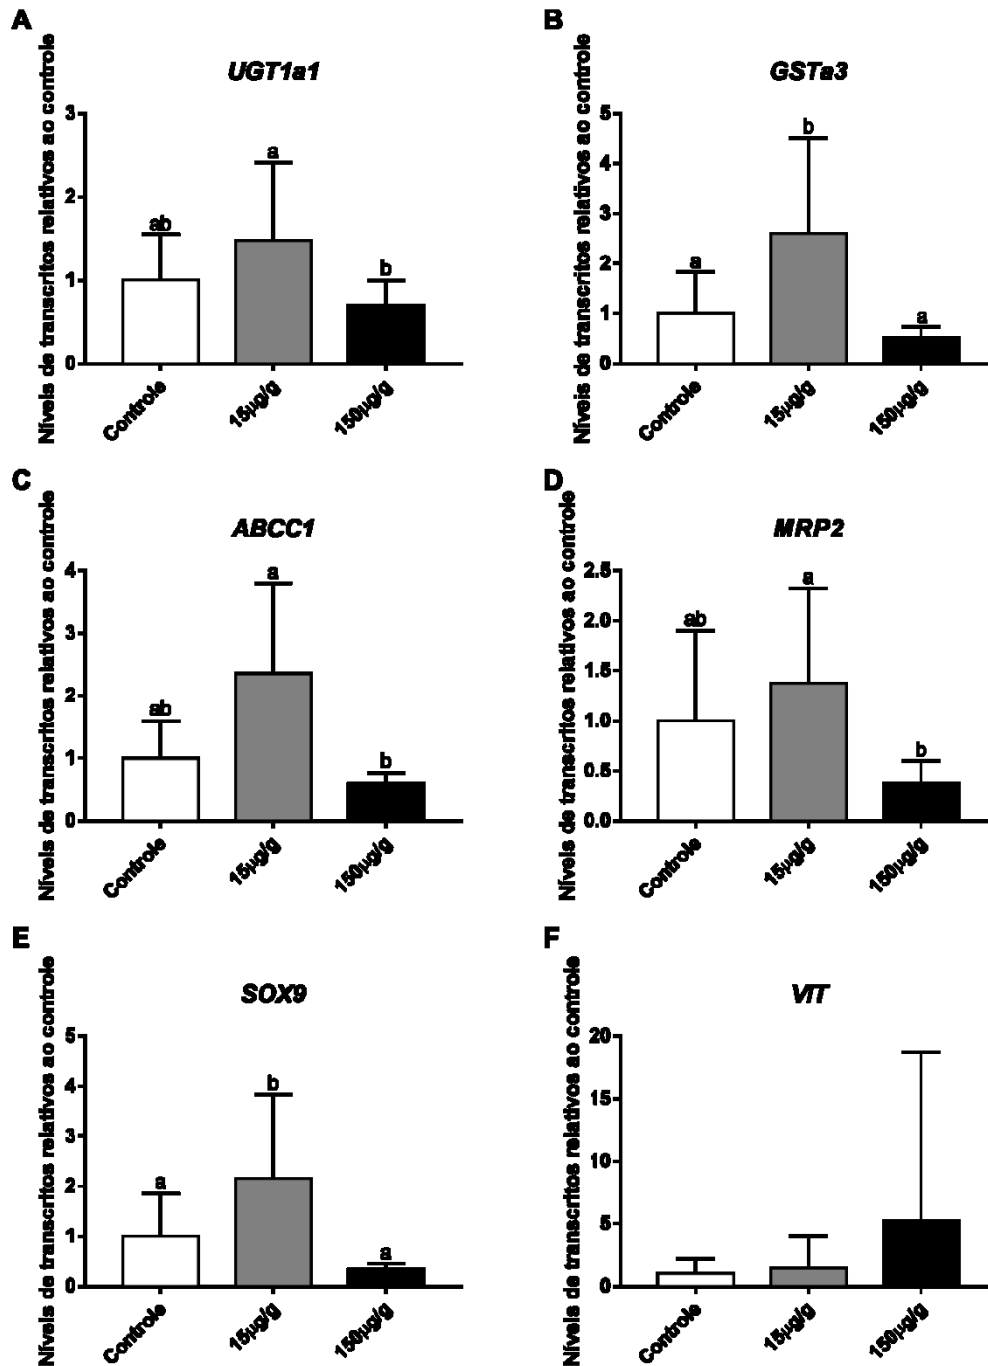 A
UGT1a1
Níveis de transcritos relativos ao controle
3
2
1
0
ab
a
b
Controle
15µg/g
150µg/g
B
GSTa3
Níveis de transcritos relativos ao controle
5
4
3
2
1
0
a
b
a
Controle
15µg/g
150µg/g
C
ABCC1
Níveis de transcritos relativos ao controle
4
3
2
1
0
ab
a
b
Controle
15µg/g
150µg/g
D
MRP2
Níveis de transcritos relativos ao controle
2.5
2.0
1.5
1.0
0.5
0.0
ab
a
b
Controle
15µg/g
150µg/g
E
SOX9
Níveis de transcritos relativos ao controle
5
4
3
2
1
0
a
b
a
Controle
15µg/g
150µg/g
F
VIT
Níveis de transcritos relativos ao controle
20
15
10
5
0
Controle
15µg/g
150µg/g